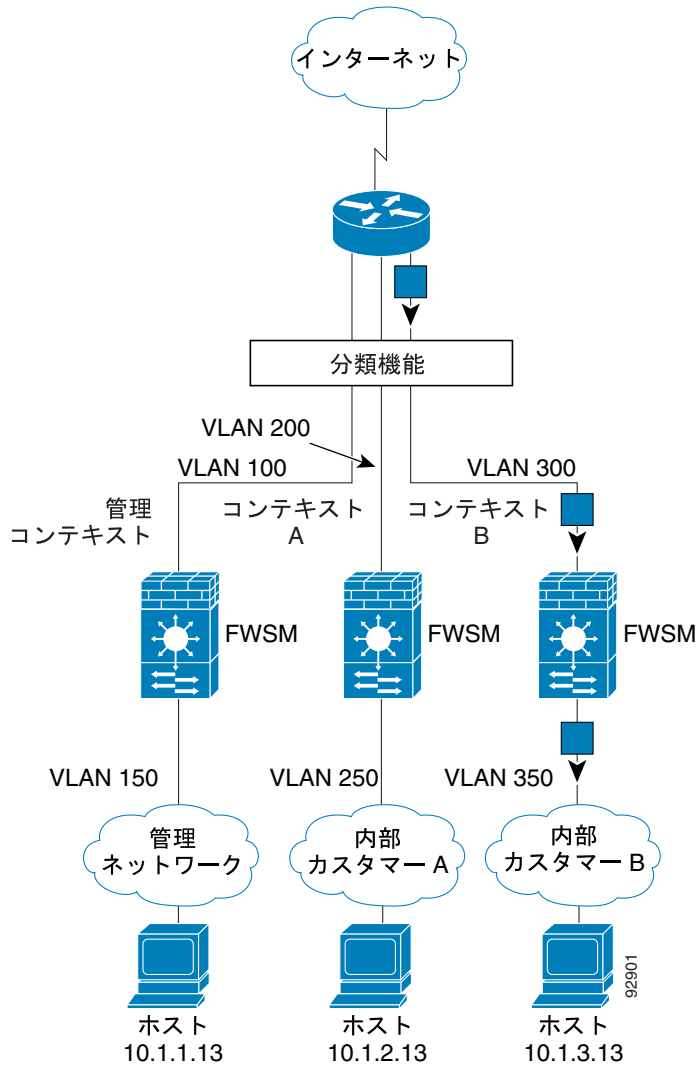 インターネット
分類機能
VLAN 200
VLAN 100
VLAN 300
管理
コンテキスト
コンテキスト
A
コンテキスト
B
FWSM
FWSM
FWSM
VLAN 150
VLAN 250
VLAN 350
管理
ネットワーク
内部
カスタマー A
内部
カスタマー B
92901
ホスト
10.1.1.13
ホスト
10.1.2.13
ホスト
10.1.3.13